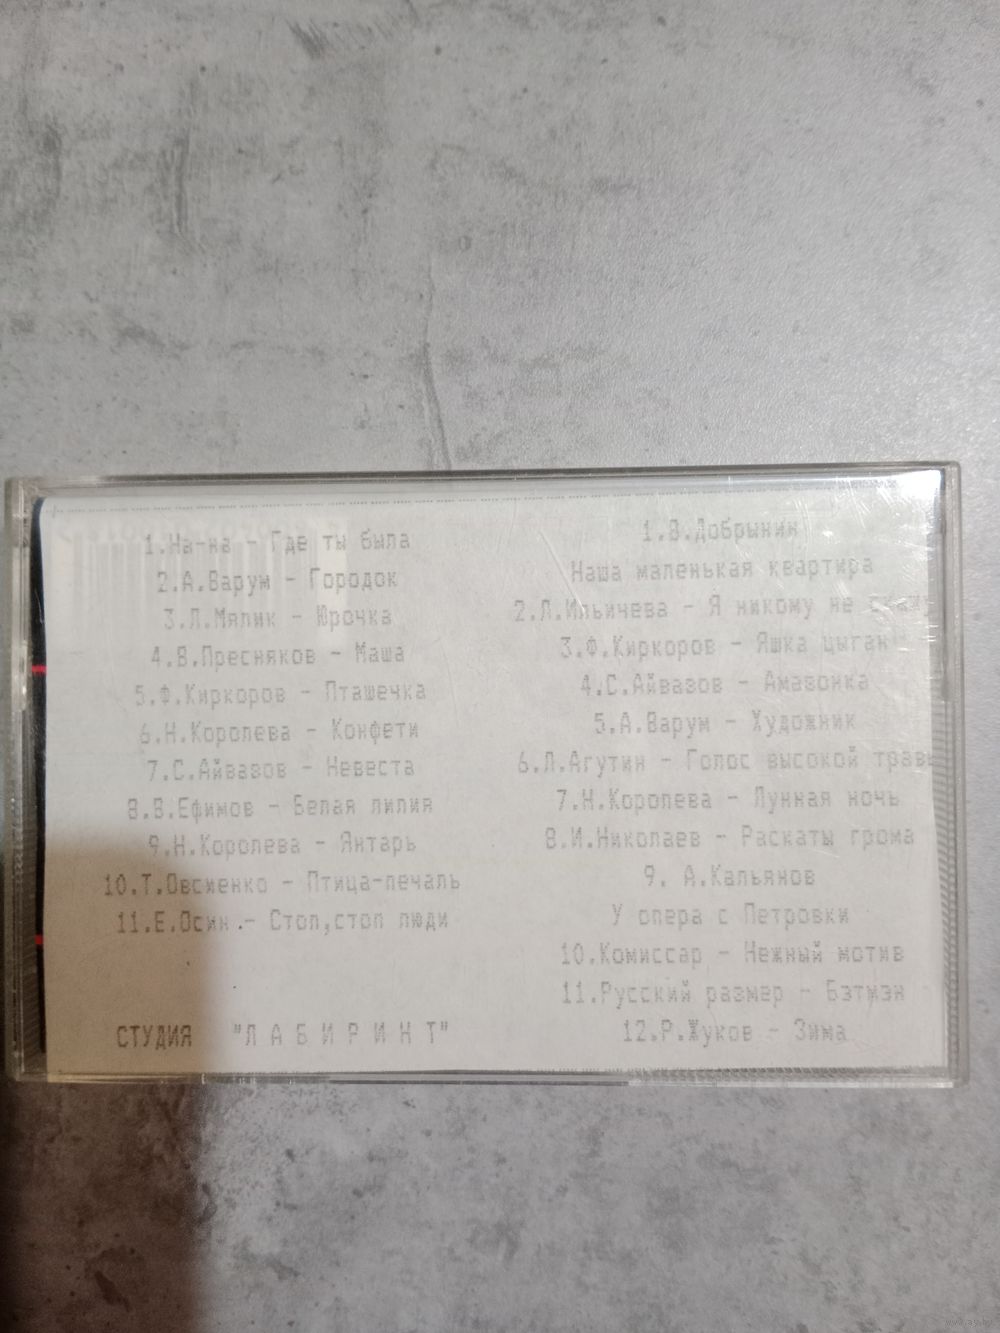 1.На-на - Где ты была
2.А.Варум - Городок
3.Л.Мялик - Юрочка
4.В.Пресняков - Маша
5.Ф.Киркоров - Пташечка
6.Н.Королева - Конфети
7.С.Айвазов - Невеста
8.В.Ефимов - Белая лилия
9.Н.Королева - Янтарь
10.Т.Овсиенко - Птица-печаль
11.Е.Осин.- Стоп,стоп люди
СТУДИЯ "Л А Б И Р И Н Т"
1.В.Добрынин
Наша маленькая квартира
2.Л.Ильичева - Я никому не
3.Ф.Киркоров - Яшка цыган
4.С.Айвазов - Амазонка
5.А.Варум - Художник
6.Л.Агутин - Голос высокой
7.Н.Королева - Лунная ночь
8.И.Николаев - Раскаты грома
9. А.Кальянов
У опера с Петровки
10.Комиссар - Нежный мотив
11.Русский размер - Бэтмэн
12.Р.Жуков - Зима